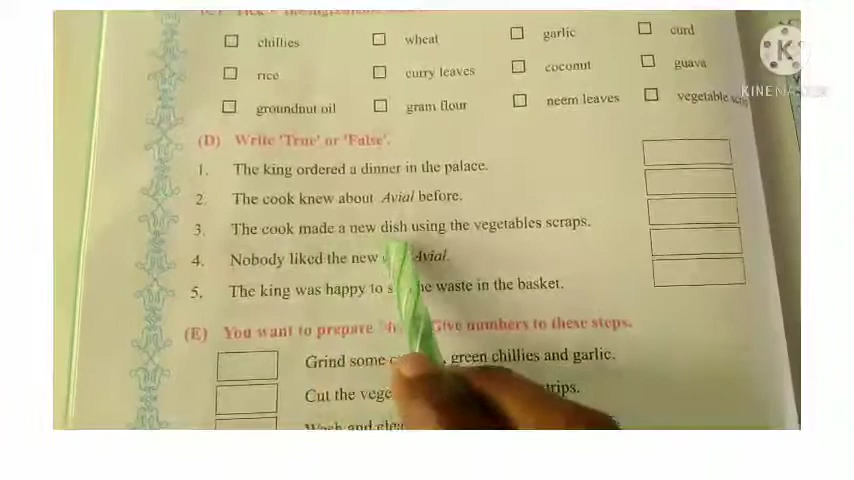 chillies wheat garlic curd
rice curry leaves coconut guava
groundnut oil gram flour neem leaves vegetable
K
KINEMASTER
(D) Write 'True' or 'False'.
1. The king ordered a dinner in the palace.
2. The cook knew about Avial before.
3. The cook made a new dish using the vegetables scraps.
4. Nobody liked the new Avial.
5. The king was happy to the waste in the basket.
(E) You want to prepare Give numbers to these steps.
Grind some green chillies and garlic.
Cut the strips.
Wash and